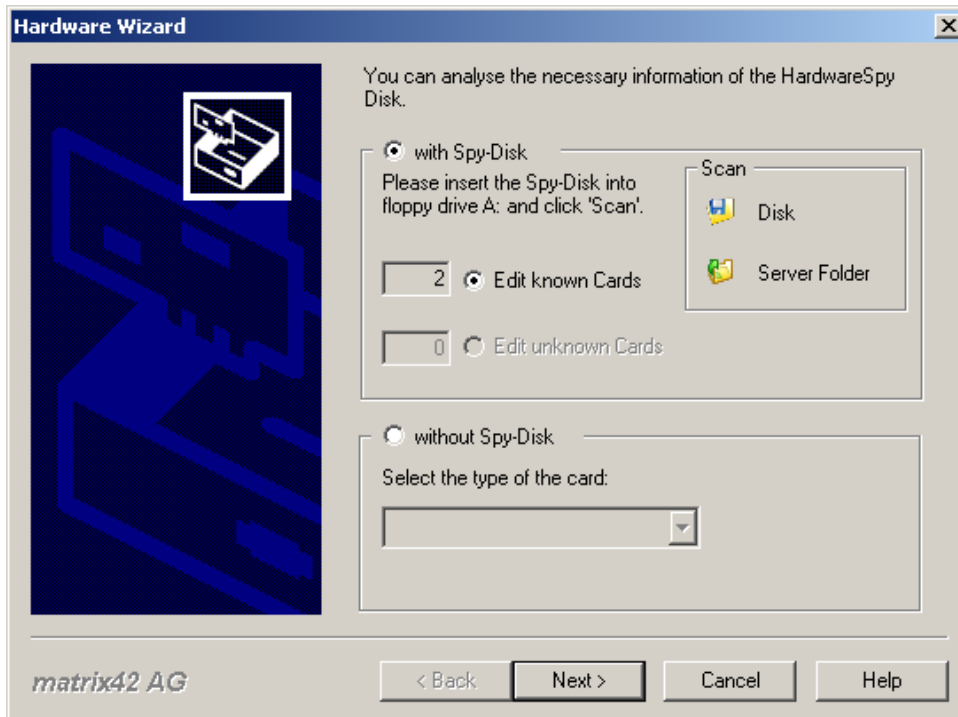 Hardware Wizard
You can analyse the necessary information of the HardwareSpy
Disk.
with Spy-Disk
Please insert the Spy-Disk into
floppy drive A: and click 'Scan'.
Scan
Disk
Server Folder
2 Edit known Cards
0 Edit unknown Cards
without Spy-Disk
Select the type of the card:
matrix42 AG
< Back Next > Cancel Help